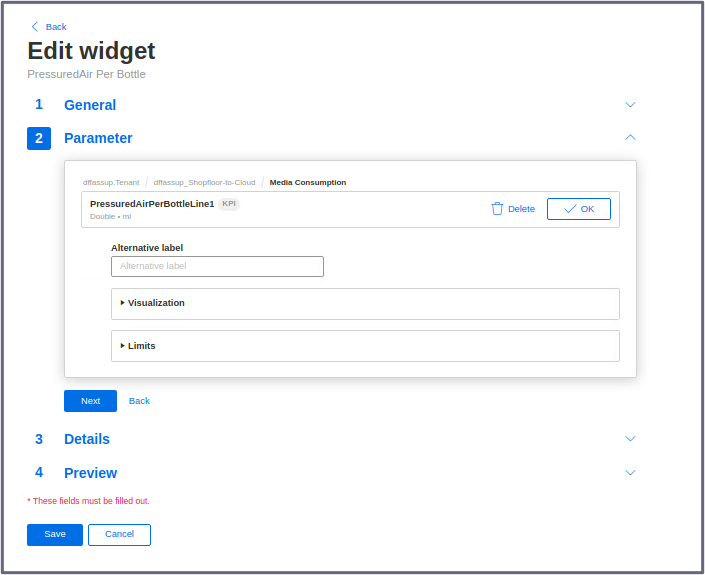 Back
Edit widget
PressuredAir Per Bottle
1 General
2 Parameter
dffassup.Tenant / dffassup_Shopfloor-to-Cloud / Media Consumption
PressuredAirPerBottleLine1 KPI
Double • ml
Delete
OK
Alternative label
Alternative label
Visualization
Limits
Next Back
3 Details
4 Preview
* These fields must be filled out.
Save Cancel